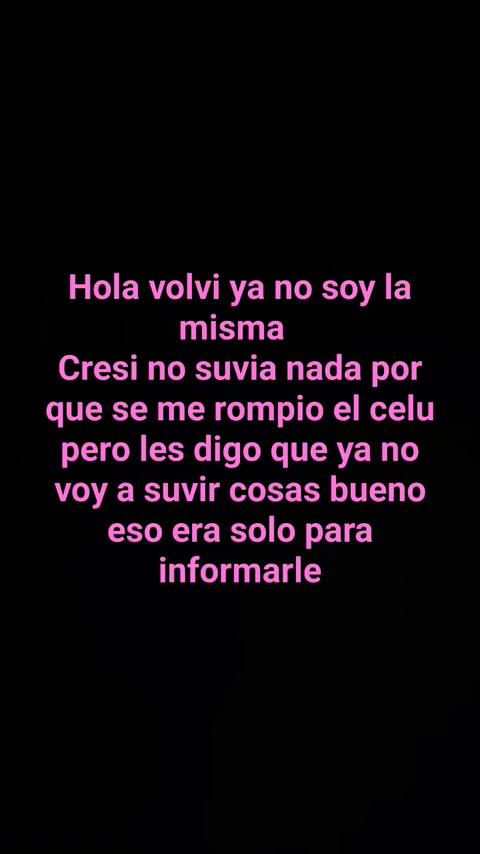 Hola volvi ya no soy la
misma
Cresi no suvia nada por
que se me rompio el celu
pero les digo que ya no
voy a suvir cosas bueno
eso era solo para
informarle